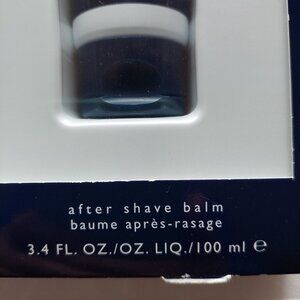 after shave balm
baume après-rasage
3.4 FL. OZ./OZ. LIQ./100 ml ℮